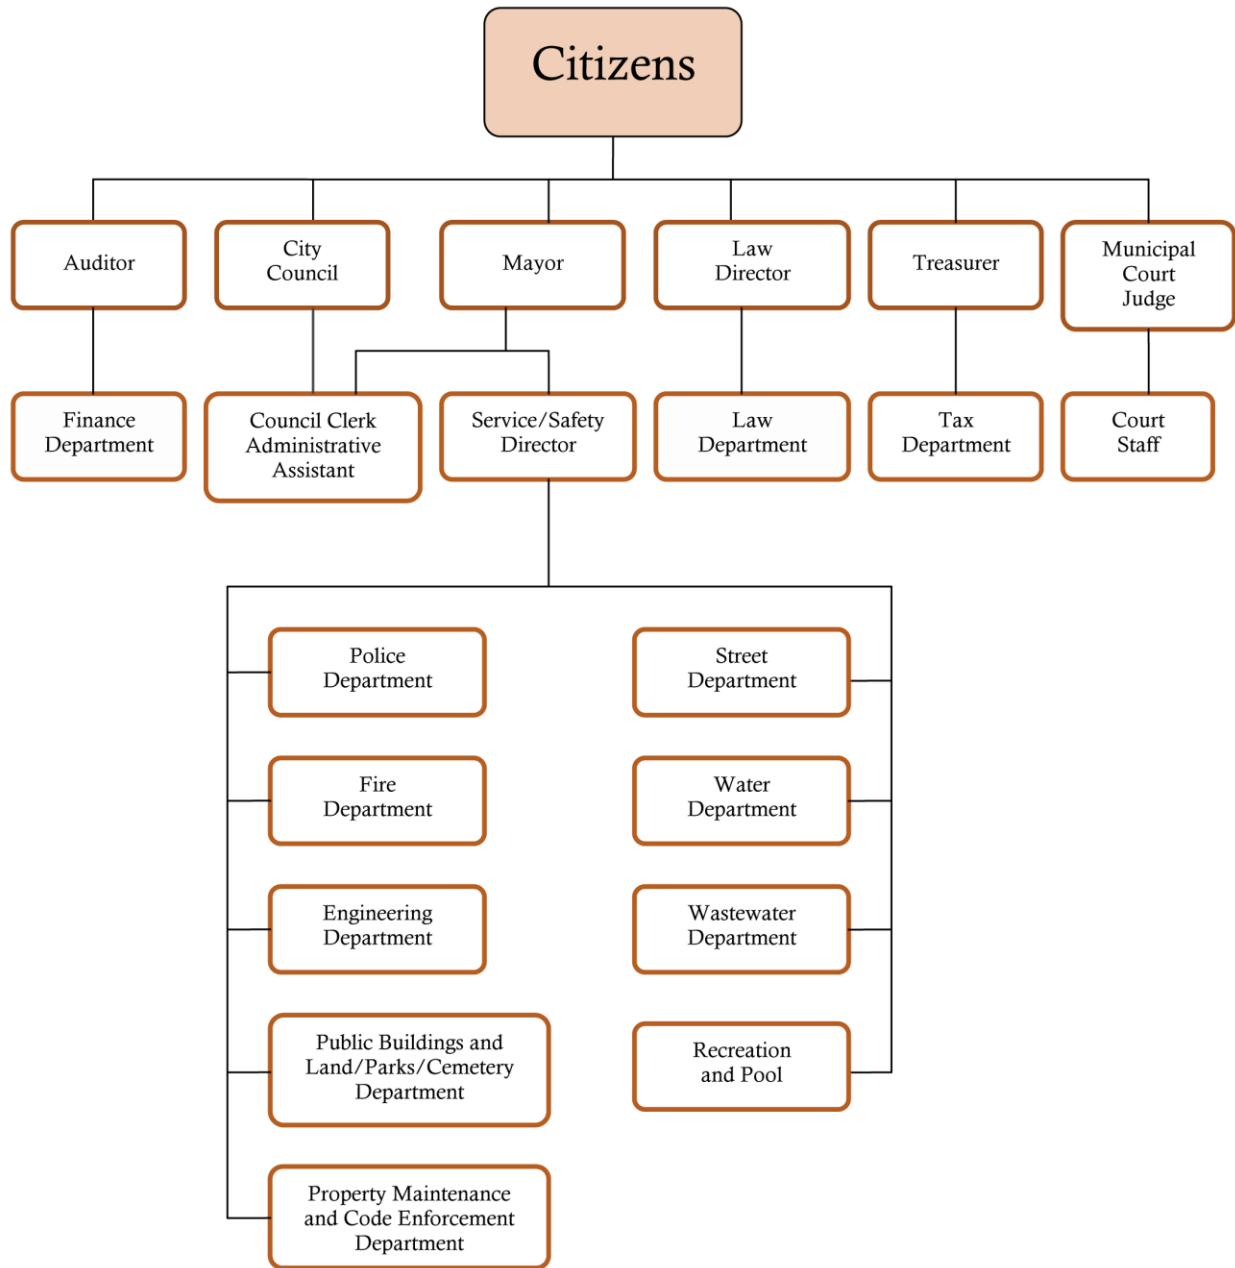 Citizens
Auditor
City
Council
Mayor
Law
Director
Treasurer
Municipal
Court
Judge
Finance
Department
Council Clerk
Administrative
Assistant
Service/Safety
Director
Law
Department
Tax
Department
Court
Staff
Police
Department
Street
Department
Fire
Department
Water
Department
Engineering
Department
Wastewater
Department
Public Buildings and
Land/Parks/Cemetery
Department
Recreation
and Pool
Property Maintenance
and Code Enforcement
Department